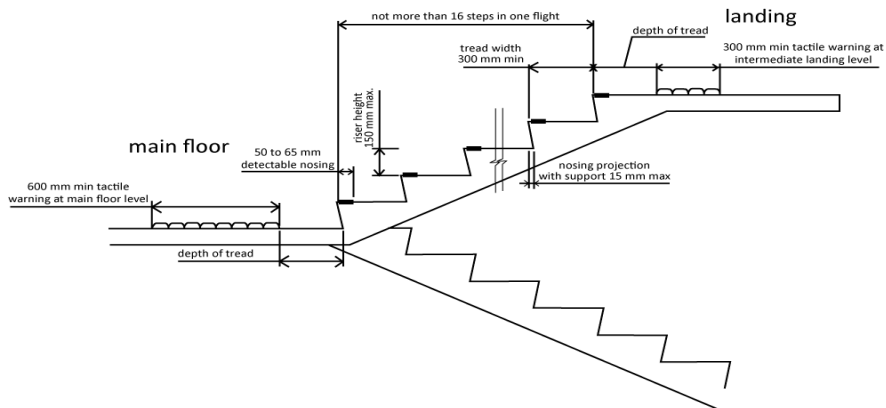 not more than 16 steps in one flight
landing
depth of tread
tread width
300 mm min
300 mm min tactile warning at
intermediate landing level
riser height
150 mm max.
main floor
50 to 65 mm
detectable nosing
nosing projection
with support 15 mm max
600 mm min tactile
warning at main floor level
depth of tread